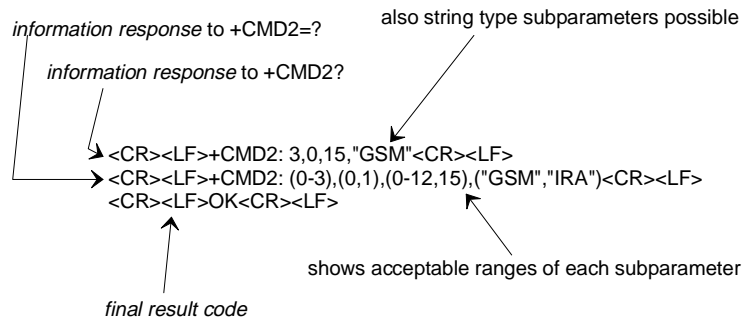 also string type subparameters possible
information response to +CMD2=?
information response to +CMD2?
<CR><LF>+CMD2: 3,0,15,"GSM"<CR><LF>
<CR><LF>+CMD2: (0-3),(0,1),(0-12,15),("GSM","IRA")<CR><LF>
<CR><LF>OK<CR><LF>
shows acceptable ranges of each subparameter
final result code